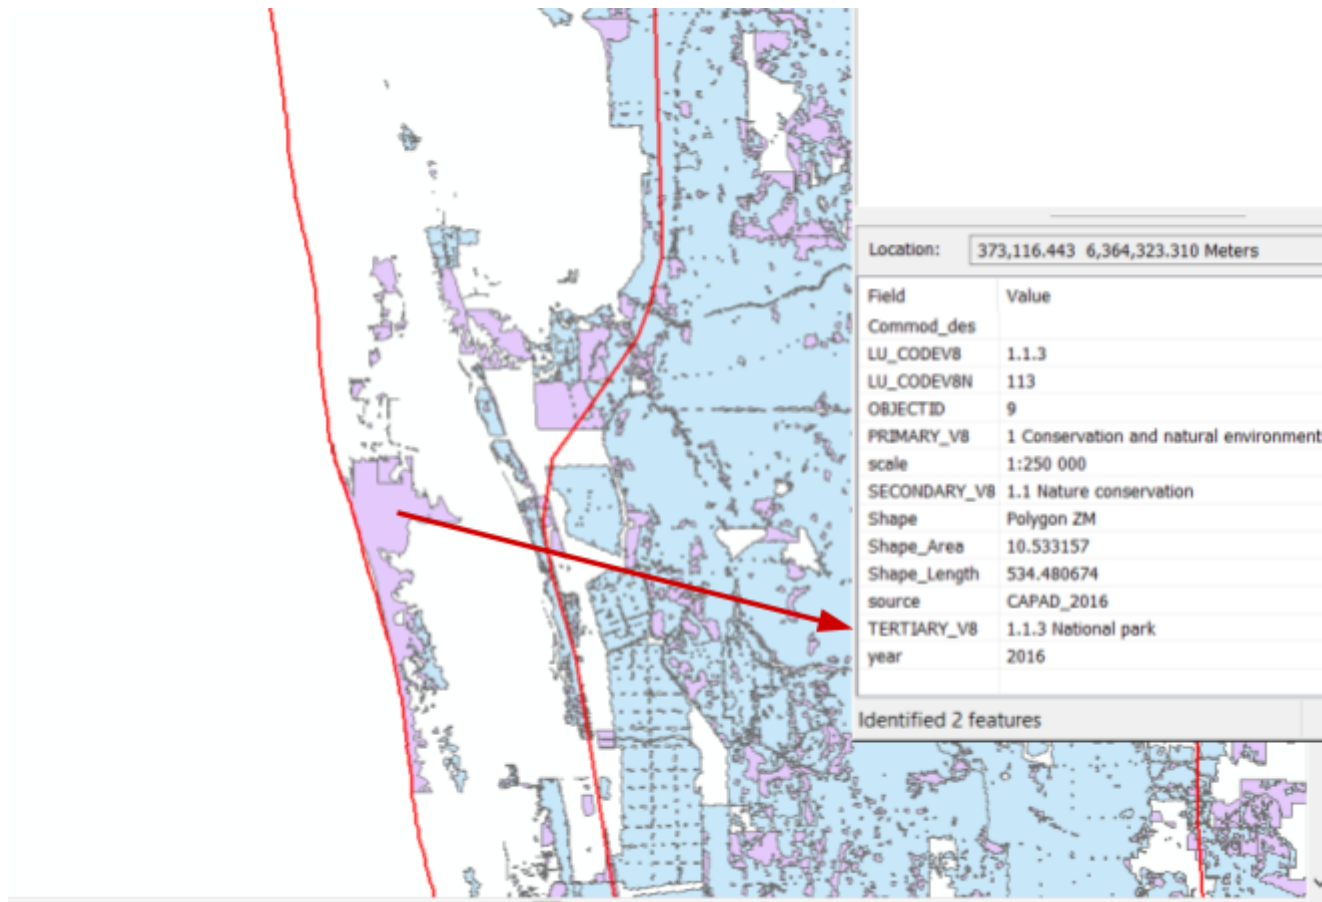 Location: 373,116.443 6,364,323.310 Meters
Field Value
Commod_des
LU_CODEV8 1.1.3
LU_CODEV8N 113
OBJECTID 9
PRIMARY_V8 1 Conservation and natural environment
scale 1:250 000
SECONDARY_V8 1.1 Nature conservation
Shape Polygon ZM
Shape_Area 10.533157
Shape_Length 534.480674
source CAPAD_2016
TERTIARY_V8 1.1.3 National park
year 2016
Identified 2 features